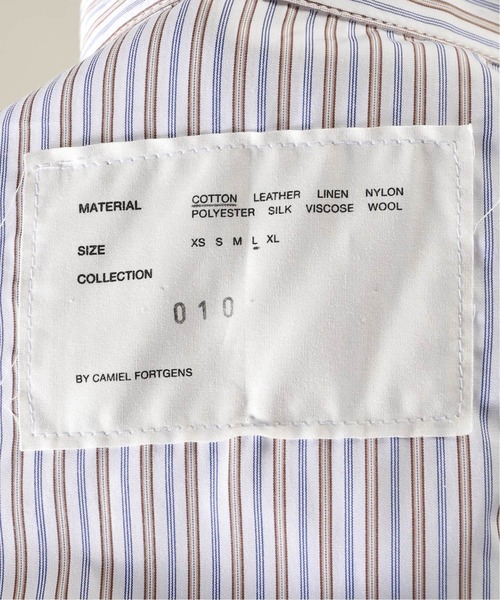 MATERIAL COTTON LEATHER LINEN NYLON
POLYESTER SILK VISCOSE WOOL
SIZE XS S M L XL
COLLECTION
010
BY CAMIEL FORTGENS